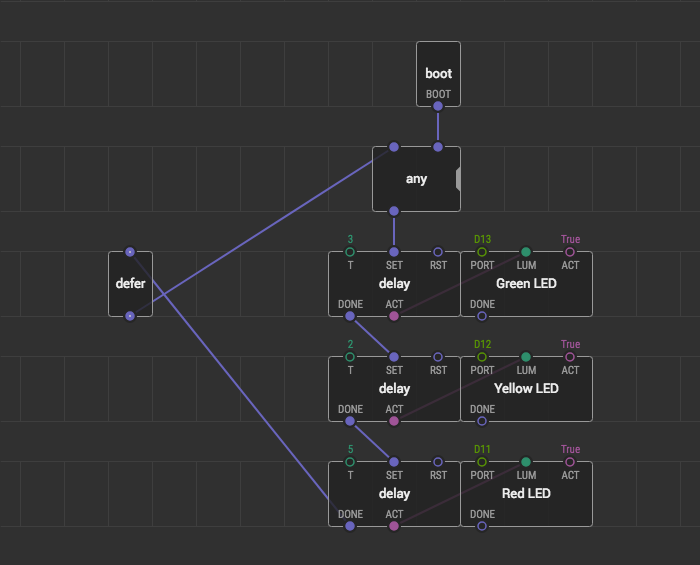 boot
BOOT
any
3 D13 True
T SET RST PORT LUM ACT
defer delay Green LED
DONE ACT DONE
2 D12 True
T SET RST PORT LUM ACT
delay Yellow LED
DONE ACT DONE
5 D11 True
T SET RST PORT LUM ACT
delay Red LED
DONE ACT DONE